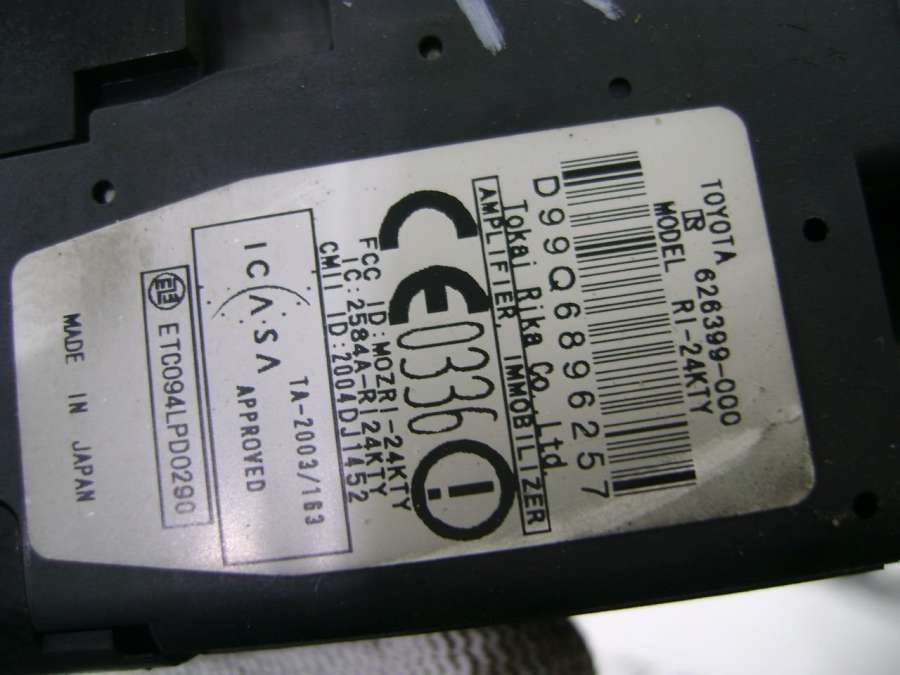 TOYOTA 626399-000
R MODEL RI-24KTY
D99Q6896257
Tokai Rika Co. Ltd.
AMPLIFIER, IMMOBILIZER
CE0336
FCC ID:MOZRI-24KTY
IC:2584A-RI24KTY
CMII ID:2004DJ1452
TA-2003/163
ICASA APPROVED
E3 ETC094LPD0290
MADE IN JAPAN